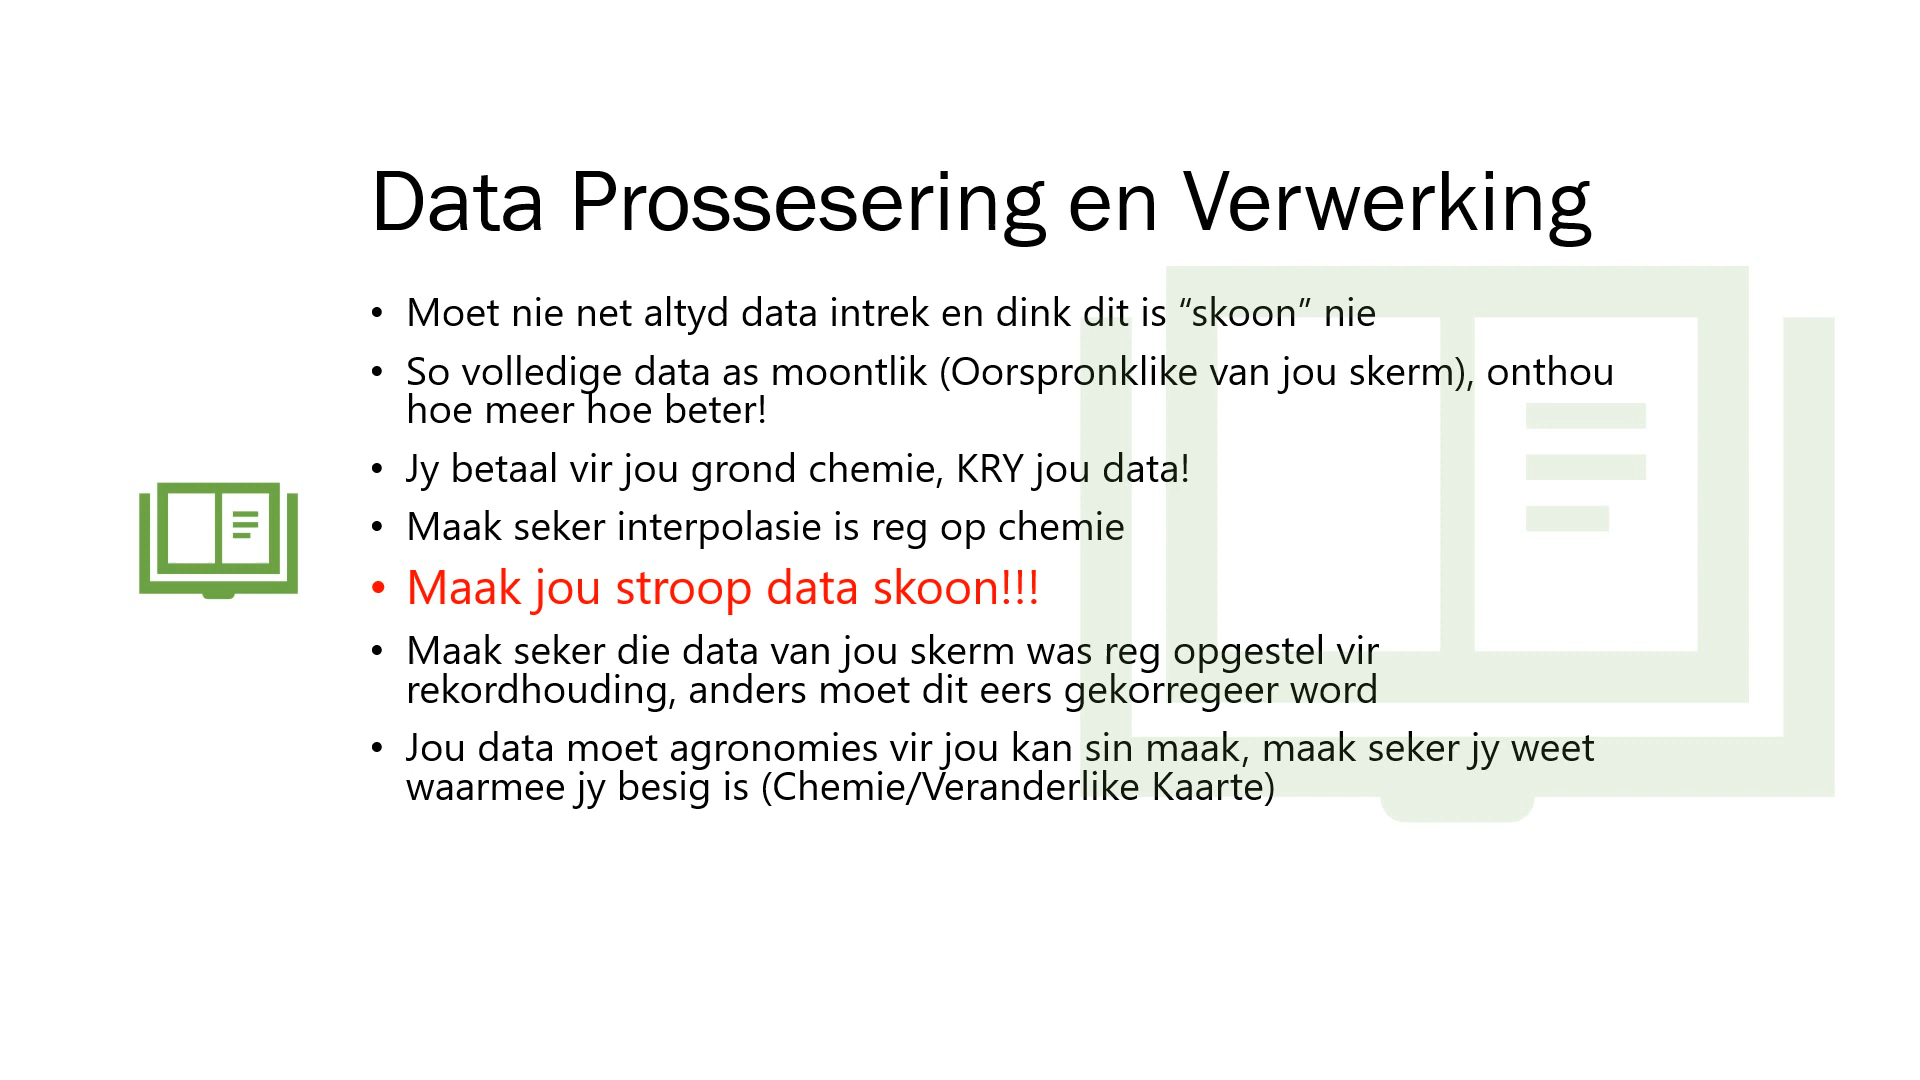 Data Prossesering en Verwerking
• Moet nie net altyd data intrek en dink dit is “skoon” nie
• So volledige data as moontlik (Oorspronklike van jou skerm), onthou
hoe meer hoe beter!
• Jy betaal vir jou grond chemie, KRY jou data!
• Maak seker interpolasie is reg op chemie
• Maak jou stroop data skoon!!!
• Maak seker die data van jou skerm was reg opgestel vir
rekordhouding, anders moet dit eers gekorregeer word
• Jou data moet agronomies vir jou kan sin maak, maak seker jy weet
waarmee jy besig is (Chemie/Veranderlike Kaarte)